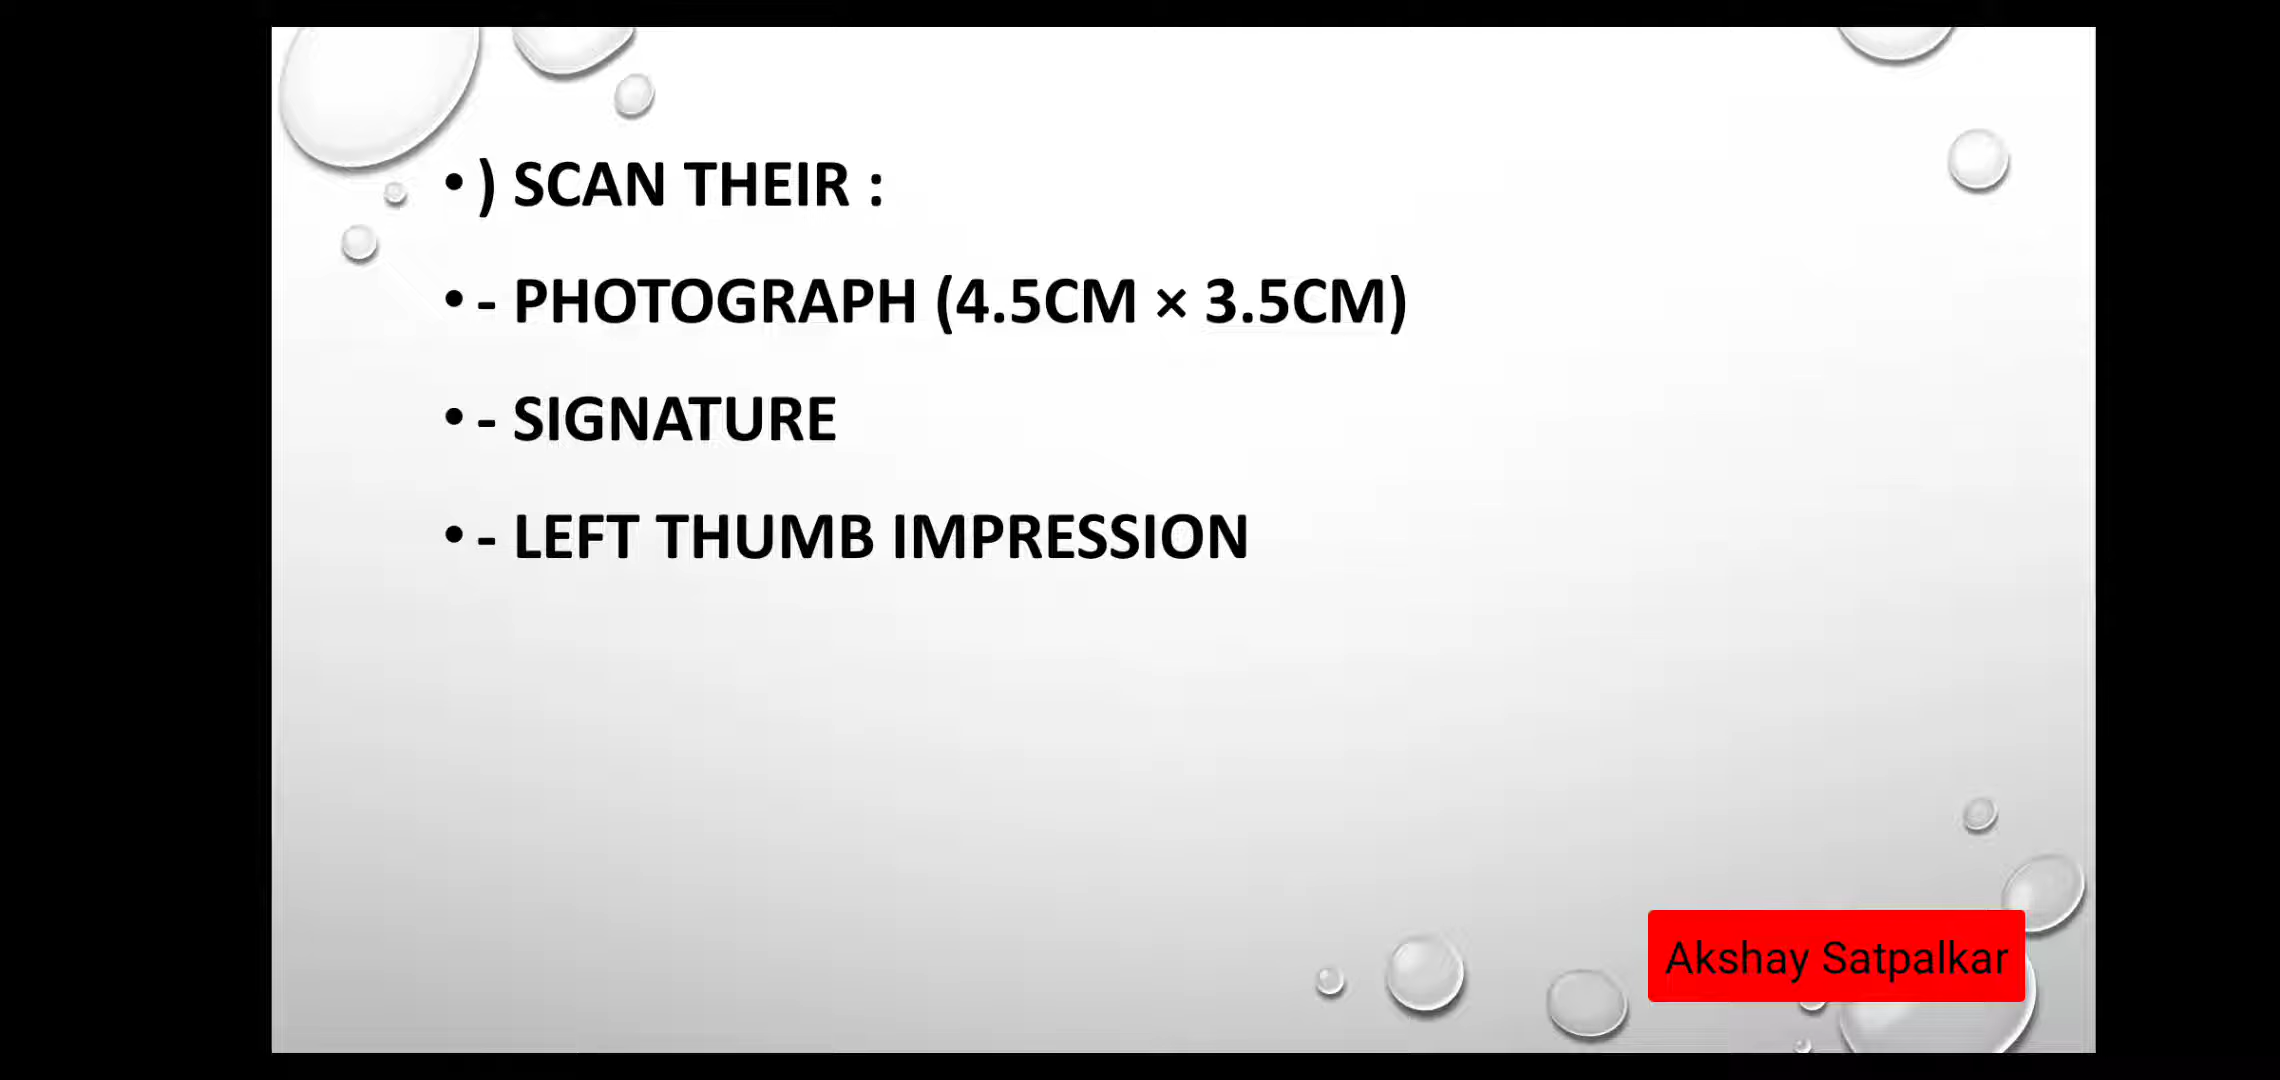 • ) SCAN THEIR :
• - PHOTOGRAPH (4.5CM × 3.5CM)
• - SIGNATURE
• - LEFT THUMB IMPRESSION
Akshay Satpalkar